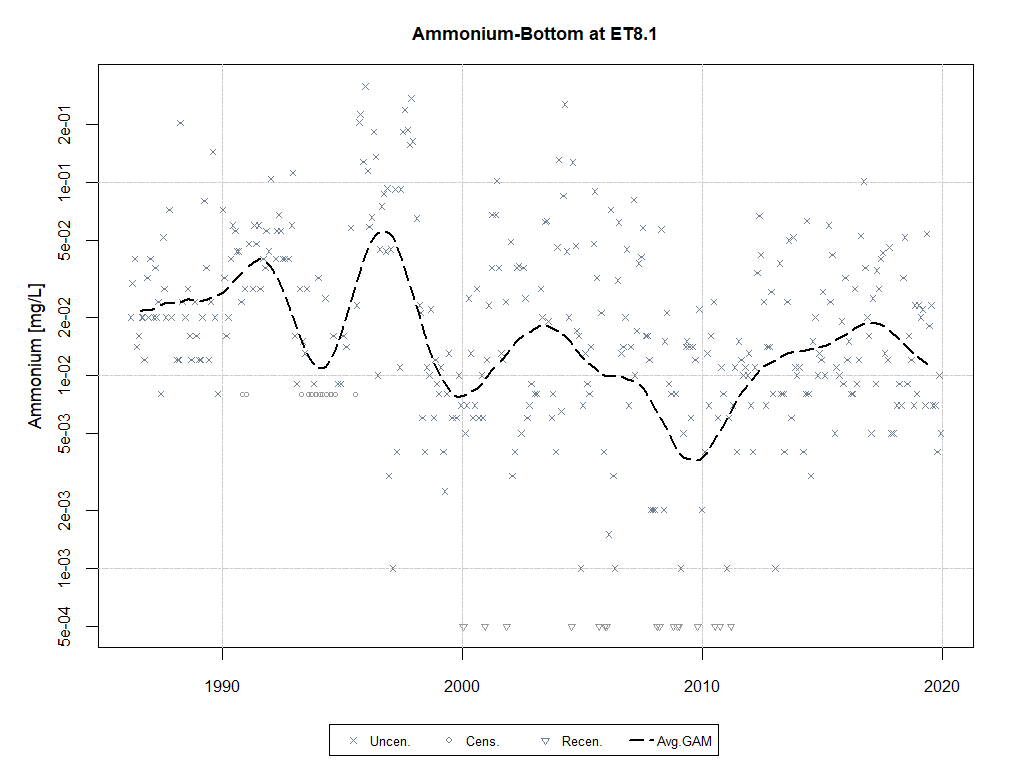 Ammonium-Bottom at ET8.1
Ammonium [mg/L]
2e-01
1e-01
5e-02
2e-02
1e-02
5e-03
2e-03
1e-03
5e-04
1990 2000 2010 2020
Uncen. Cens. Recen. Avg.GAM